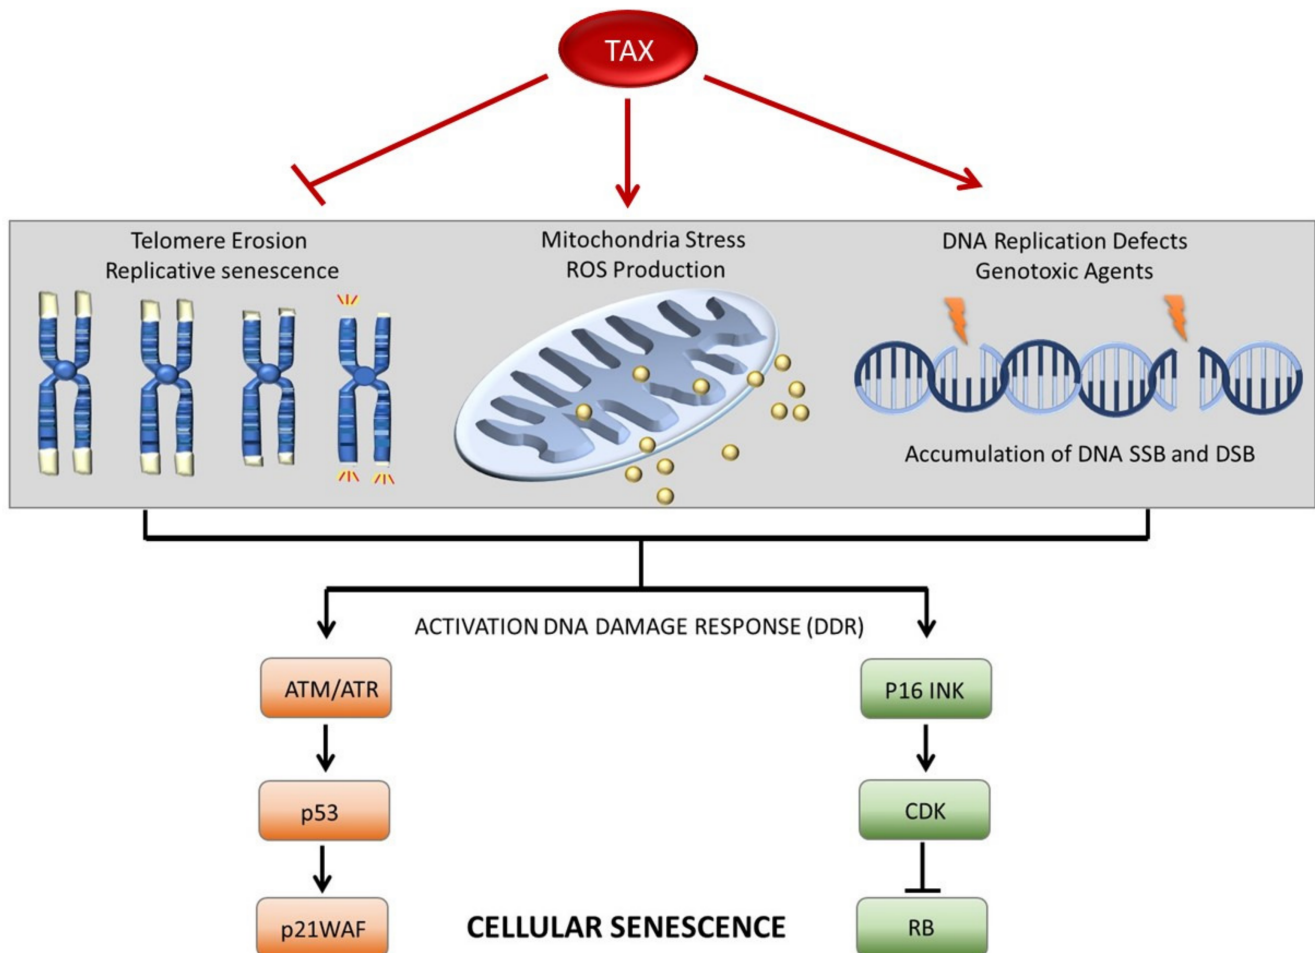 TAX
Telomere Erosion
Replicative senescence
Mitochondria Stress
ROS Production
DNA Replication Defects
Genotoxic Agents
Accumulation of DNA SSB and DSB
ACTIVATION DNA DAMAGE RESPONSE (DDR)
ATM/ATR
P16 INK
p53
CDK
p21WAF
CELLULAR SENESCENCE
RB